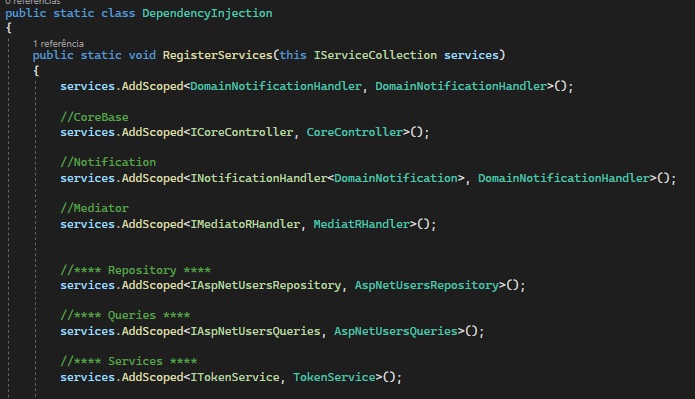 0 referências
public static class DependencyInjection
{
1 referência
public static void RegisterServices(this IServiceCollection services)
{
services.AddScoped<DomainNotificationHandler, DomainNotificationHandler>();
//CoreBase
services.AddScoped<ICoreController, CoreController>();
//Notification
services.AddScoped<INotificationHandler<DomainNotification>, DomainNotificationHandler>();
//Mediator
services.AddScoped<IMediatoRHandler, MediatRHandler>();
//**** Repository ****
services.AddScoped<IAspNetUsersRepository, AspNetUsersRepository>();
//**** Queries ****
services.AddScoped<IAspNetUsersQueries, AspNetUsersQueries>();
//**** Services ****
services.AddScoped<ITokenService, TokenService>();